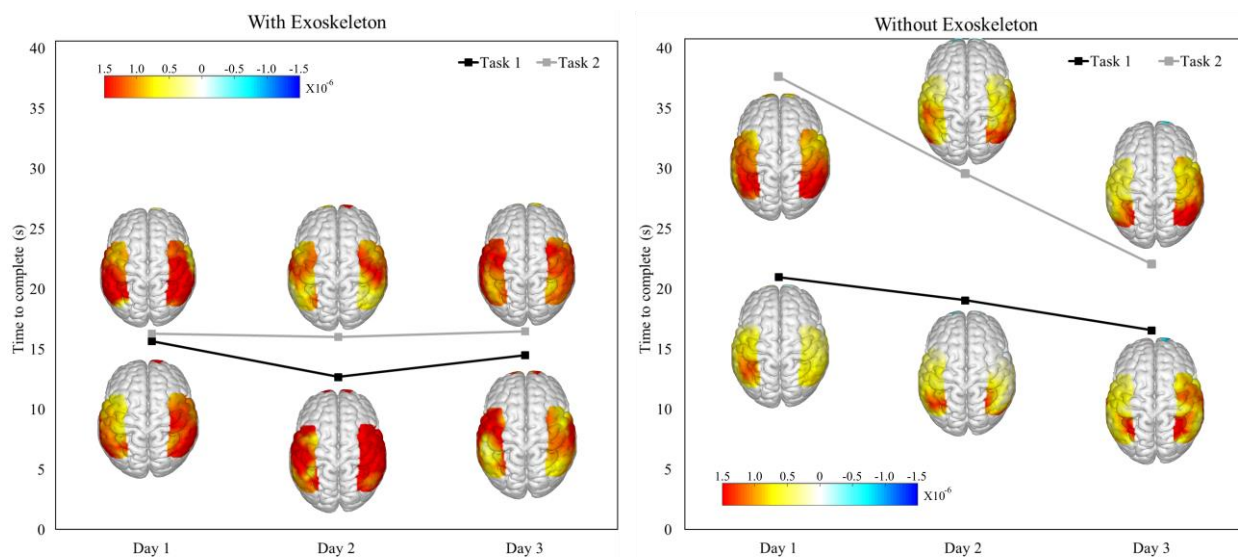 With Exoskeleton
40
35
30
25
20
15
10
5
0
Time to complete (s)
1.5 1.0 0.5 0 -0.5 -1.0 -1.5
X10-6
Task 1 Task 2
Day 1 Day 2 Day 3
Without Exoskeleton
40
35
30
25
20
15
10
5
0
Time to complete (s)
Task 1 Task 2
1.5 1.0 0.5 0 -0.5 -1.0 -1.5
X10-6
Day 1 Day 2 Day 3